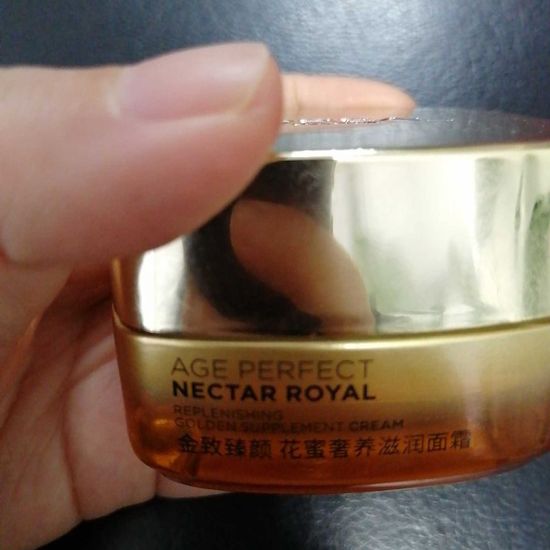 AGE PERFECT
NECTAR ROYAL
REPLENISHING
GOLDEN SUPPLEMENT CREAM
金致臻颜 花蜜奢养滋润面霜